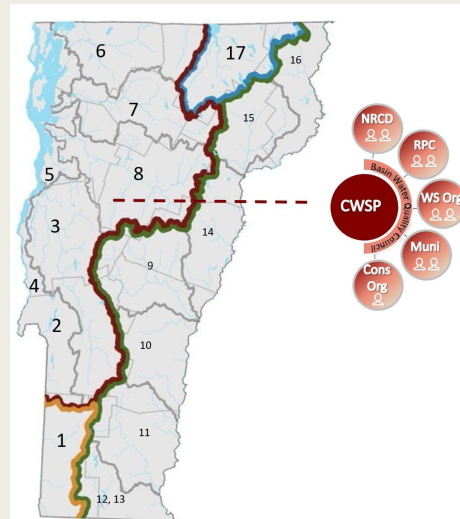 6
17
16
7
15
8
5
3
14
9
4
2
10
1
11
12, 13
NRCD
RPC
CWSP
Basin Water Quality Council
WS Org
Muni
Cons
Org